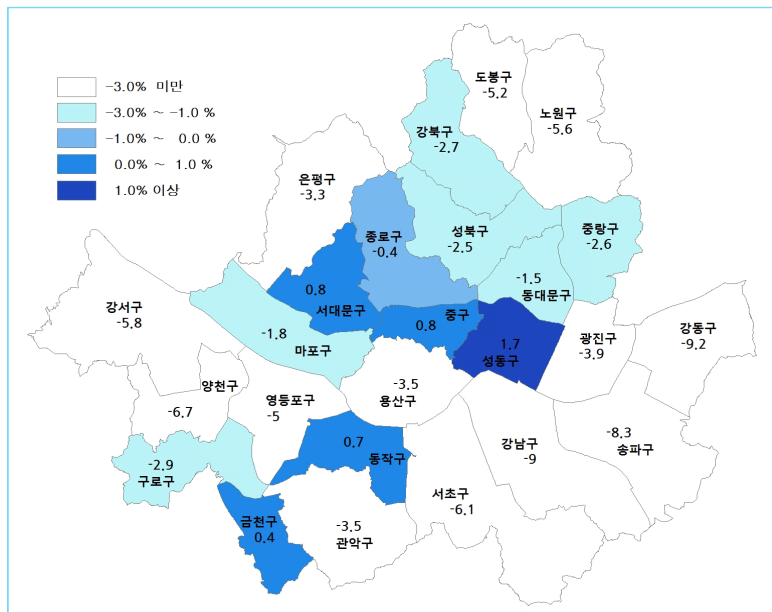 -3.0% 미만
-3.0% ~ -1.0 %
-1.0% ~ 0.0 %
0.0% ~ 1.0 %
1.0% 이상
도봉구
-5.2
노원구
-5.6
강북구
-2.7
은평구
-3.3
종로구
-0.4
성북구
-2.5
중랑구
-2.6
-1.5
동대문구
0.8
서대문구
강서구
-5.8
-1.8
마포구
중구
0.8
1.7
성동구
광진구
-3.9
강동구
-9.2
양천구
-6.7
영등포구
-5
-3.5
용산구
-2.9
구로구
0.7
동작구
강남구
-9
-8.3
송파구
서초구
-6.1
금천구
0.4
-3.5
관악구